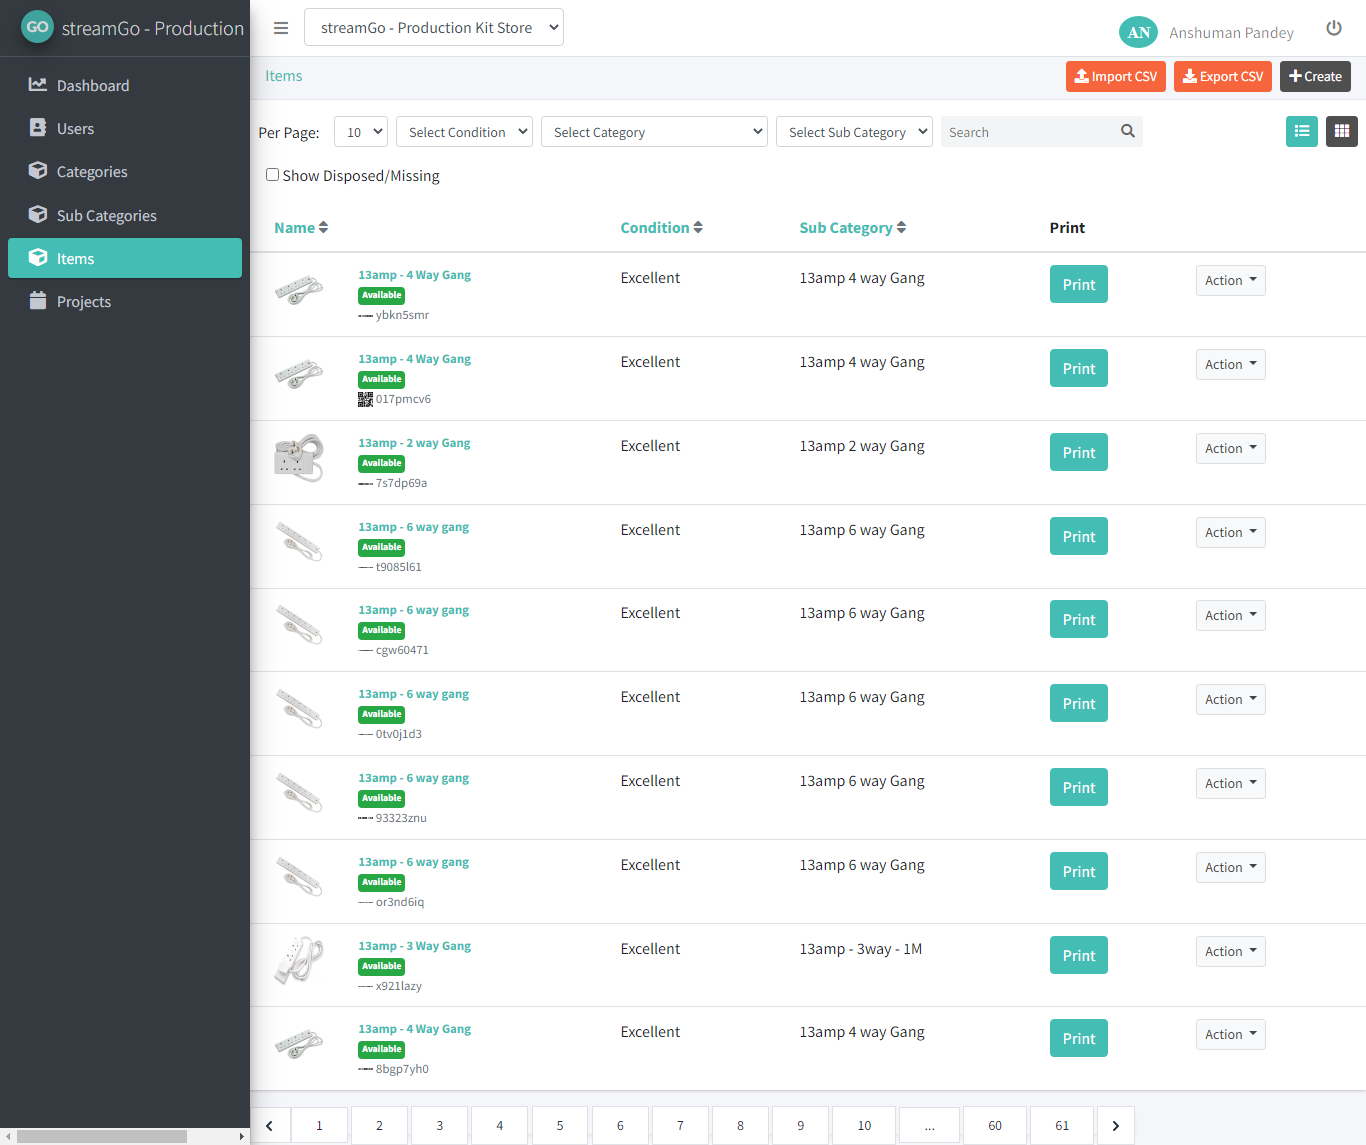 GO streamGo - Production
streamGo - Production Kit Store
AN Anshuman Pandey
Dashboard
Users
Categories
Sub Categories
Items
Projects
Items
Import CSV Export CSV Create
Per Page: 10 Select Condition Select Category Select Sub Category Search
Show Disposed/Missing
Name Condition Sub Category Print
13amp - 4 Way Gang Excellent 13amp 4 way Gang Print Action
Available
ybkn5smr
13amp - 4 Way Gang Excellent 13amp 4 way Gang Print Action
Available
017pmcv6
13amp - 2 way Gang Excellent 13amp 2 way Gang Print Action
Available
7s7dp69a
13amp - 6 way gang Excellent 13amp 6 way Gang Print Action
Available
t9085l61
13amp - 6 way gang Excellent 13amp 6 way Gang Print Action
Available
cgw60471
13amp - 6 way gang Excellent 13amp 6 way Gang Print Action
Available
0tv0j1d3
13amp - 6 way gang Excellent 13amp 6 way Gang Print Action
Available
93323znu
13amp - 6 way gang Excellent 13amp 6 way Gang Print Action
Available
or3nd6iq
13amp - 3 Way Gang Excellent 13amp - 3way - 1M Print Action
Available
x921lazy
13amp - 4 Way Gang Excellent 13amp 4 way Gang Print Action
Available
8bgp7yh0
1 2 3 4 5 6 7 8 9 10 ... 60 61